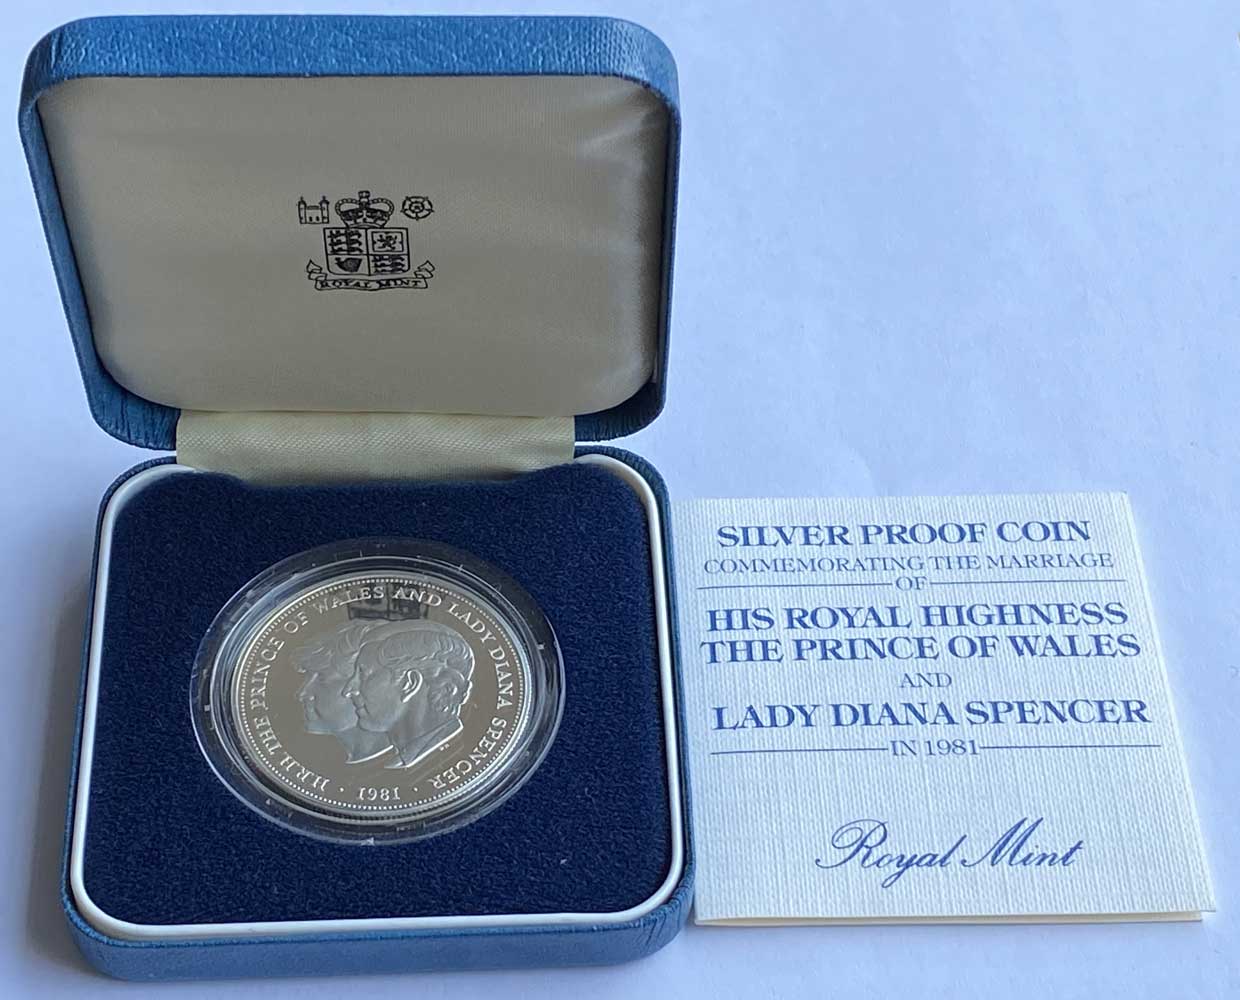 ROYAL MINT
H.R.H. THE PRINCE OF WALES AND LADY DIANA SPENCER
· 1981 ·
SILVER PROOF COIN
COMMEMORATING THE MARRIAGE
OF
HIS ROYAL HIGHNESS
THE PRINCE OF WALES
AND
LADY DIANA SPENCER
IN 1981
Royal Mint